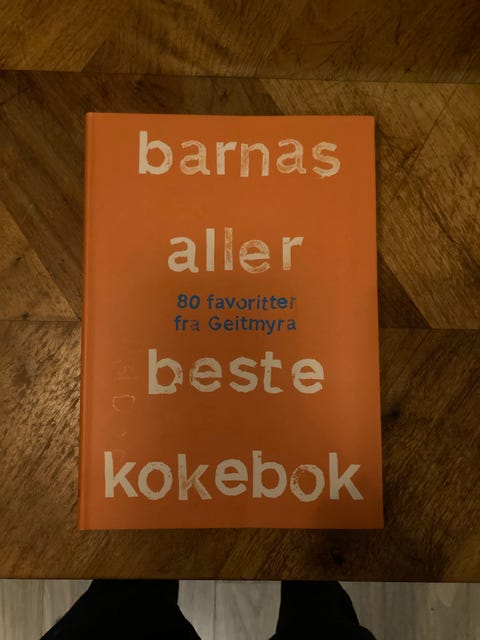 barnas
aller
80 favoritter
fra Geitmyra
beste
kokebok